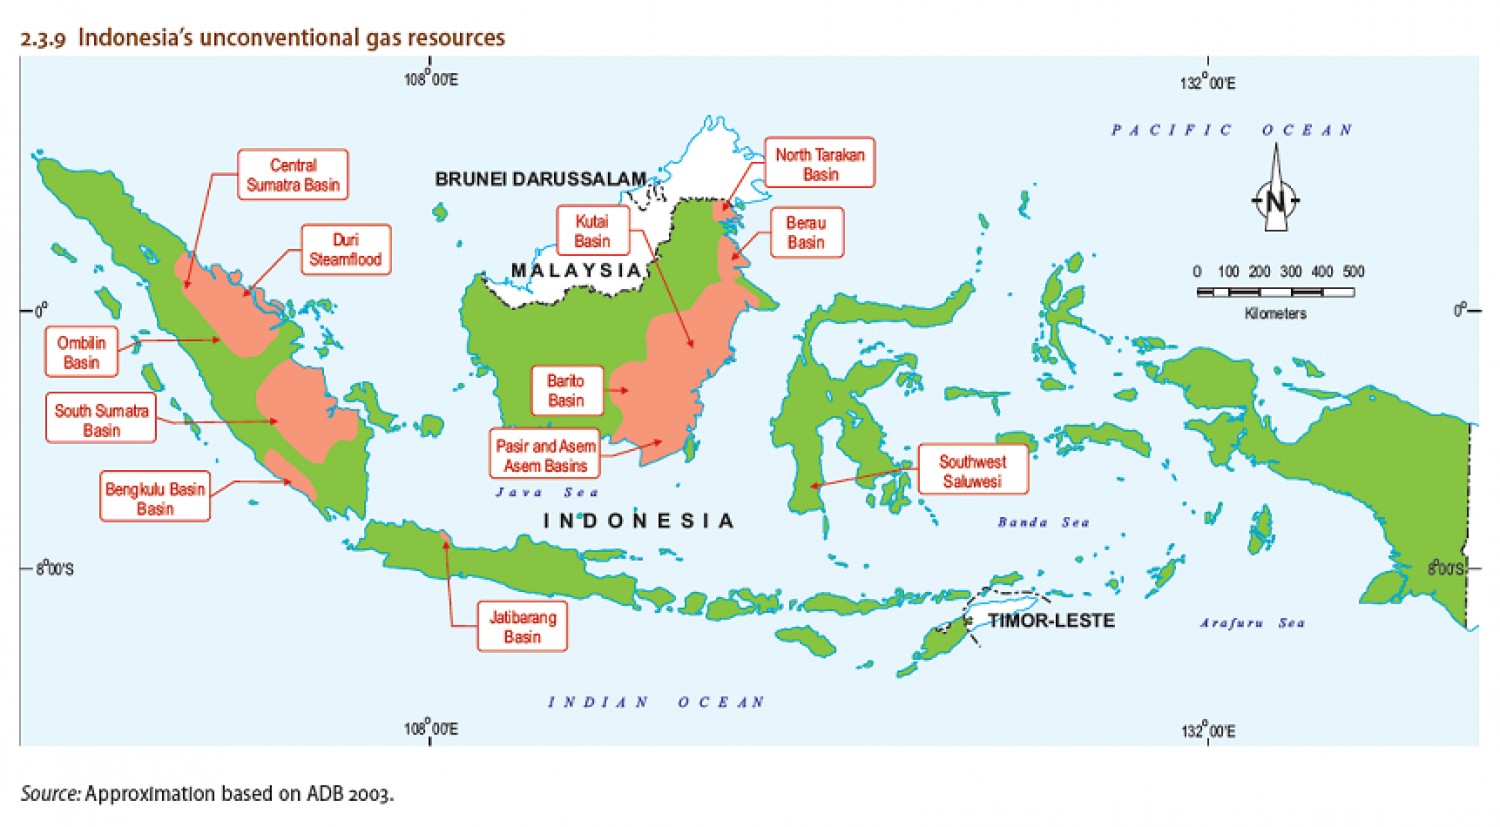 2.3.9 Indonesia's unconventional gas resources
108°00'E
132°00'E
PACIFIC OCEAN
Central
Sumatra Basin
North Tarakan
Basin
BRUNEI DARUSSALAM
Kutai
Basin
Berau
Basin
Duri
Steamflood
MALAYSIA
N
0 100 200 300 400 500
Kilometers
0°
0°
Ombilin
Basin
Barito
Basin
South Sumatra
Basin
Pasir and Asem
Asem Basins
Southwest
Saluwesi
Bengkulu Basin
Basin
Java Sea
INDONESIA
Banda Sea
8°00'S
8°00'S
Jatibarang
Basin
TIMOR-LESTE
Arafuru Sea
INDIAN OCEAN
108°00'E
132°00'E
Source: Approximation based on ADB 2003.